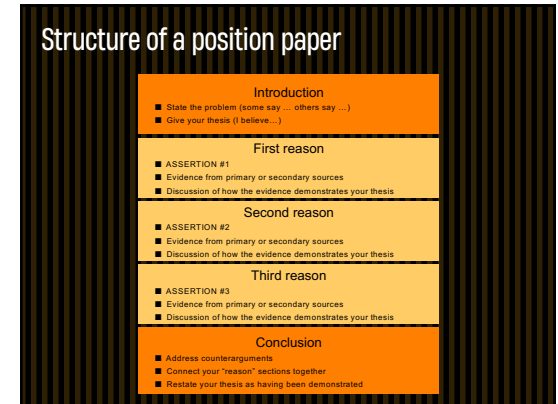 Structure of a position paper
Introduction
■ State the problem (some say … others say …)
■ Give your thesis (I believe…)
First reason
■ ASSERTION #1
■ Evidence from primary or secondary sources
■ Discussion of how the evidence demonstrates your thesis
Second reason
■ ASSERTION #2
■ Evidence from primary or secondary sources
■ Discussion of how the evidence demonstrates your thesis
Third reason
■ ASSERTION #3
■ Evidence from primary or secondary sources
■ Discussion of how the evidence demonstrates your thesis
Conclusion
■ Address counterarguments
■ Connect your “reason” sections together
■ Restate your thesis as having been demonstrated